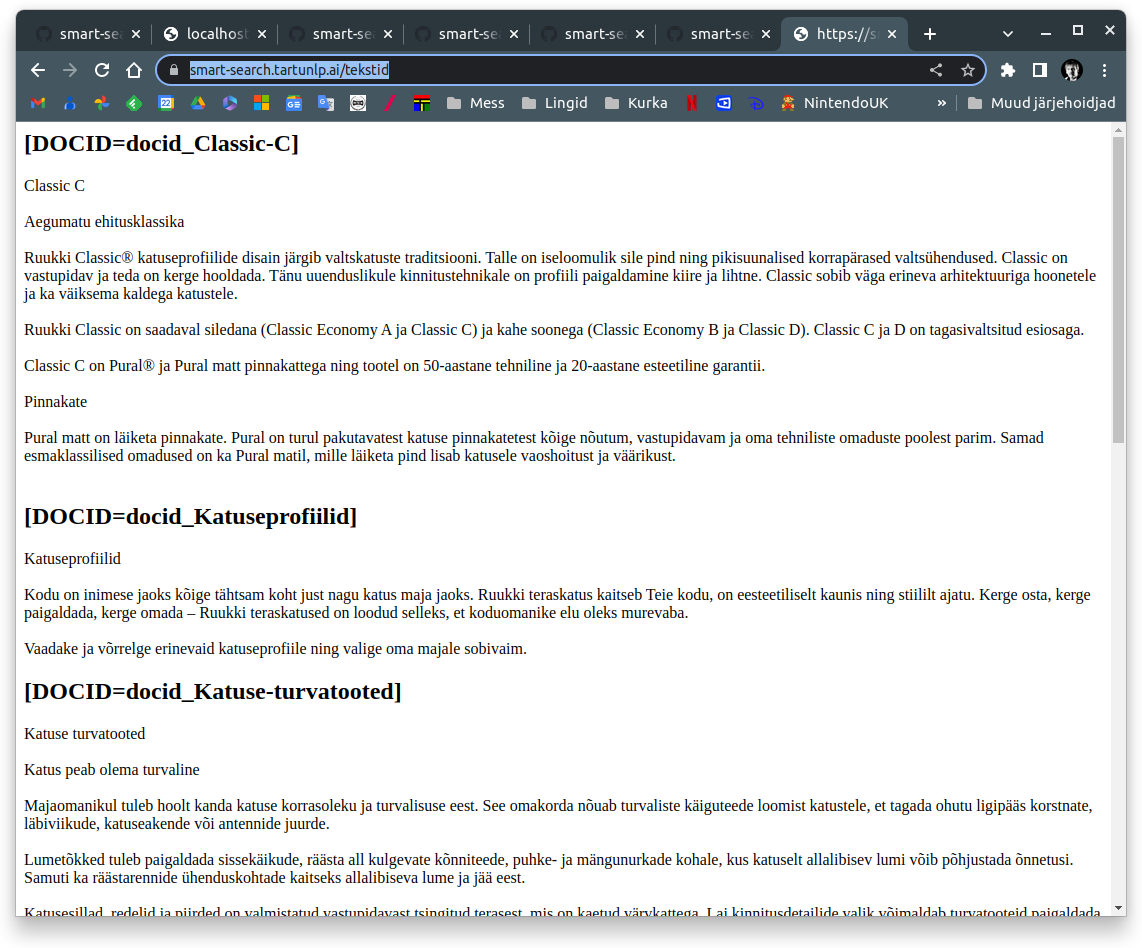 smart-sea
localhost
smart-sea
smart-se
smart-sea
smart-se
https://s
smart-search.tartunlp.ai/tekstid
22
Mess
Lingid
Kurka
NintendoUK
»
Muud järjehoidjad
[DOCID=docid_Classic-C]
Classic C
Aegumatu ehitusklassika
Ruukki Classic® katuseprofiilide disain järgib valtskatuste traditsiooni. Talle on iseloomulik sile pind ning pikisuunalised korrapärased valtsühendused. Classic on
vastupidav ja teda on kerge hooldada. Tänu uuenduslikule kinnitustehnikale on profiili paigaldamine kiire ja lihtne. Classic sobib väga erineva arhitektuuriga hoonetele
ja ka väiksema kaldega katustele.
Ruukki Classic on saadaval siledana (Classic Economy A ja Classic C) ja kahe soonega (Classic Economy B ja Classic D). Classic C ja D on tagasivaltsitud esiosaga.
Classic C on Pural® ja Pural matt pinnakattega ning tootel on 50-aastane tehniline ja 20-aastane esteetiline garantii.
Pinnakate
Pural matt on läiketa pinnakate. Pural on turul pakutavatest katuse pinnakatetest kõige nõutum, vastupidavam ja oma tehniliste omaduste poolest parim. Samad
esmaklassilised omadused on ka Pural matil, mille läiketa pind lisab katusele vaoshoitust ja väärikust.
[DOCID=docid_Katuseprofiilid]
Katuseprofiilid
Kodu on inimese jaoks kõige tähtsam koht just nagu katus maja jaoks. Ruukki teraskatus kaitseb Teie kodu, on eesteetiliselt kaunis ning stiililt ajatu. Kerge osta, kerge
paigaldada, kerge omada – Ruukki teraskatused on loodud selleks, et koduomanike elu oleks murevaba.
Vaadake ja võrrelge erinevaid katuseprofiile ning valige oma majale sobivaim.
[DOCID=docid_Katuse-turvatooted]
Katuse turvatooted
Katus peab olema turvaline
Majaomanikul tuleb hoolt kanda katuse korrasoleku ja turvalisuse eest. See omakorda nõuab turvaliste käiguteede loomist katustele, et tagada ohutu ligipääs korstnate,
läbiviikude, katuseakende või antennide juurde.
Lumetõkked tuleb paigaldada sissekäikude, räästa all kulgevate kõnniteede, puhke- ja mängunurkade kohale, kus katuselt allalibisev lumi võib põhjustada õnnetusi.
Samuti ka räästarennide ühenduskohtade kaitseks allalibiseva lume ja jää eest.
Katusesillad, redelid ja piirded on valmistatud vastupidavast tsingitud terasest, mis on kaetud värvkattega. Lai kinnitusdetailide valik võimaldab turvatooteid paigaldada